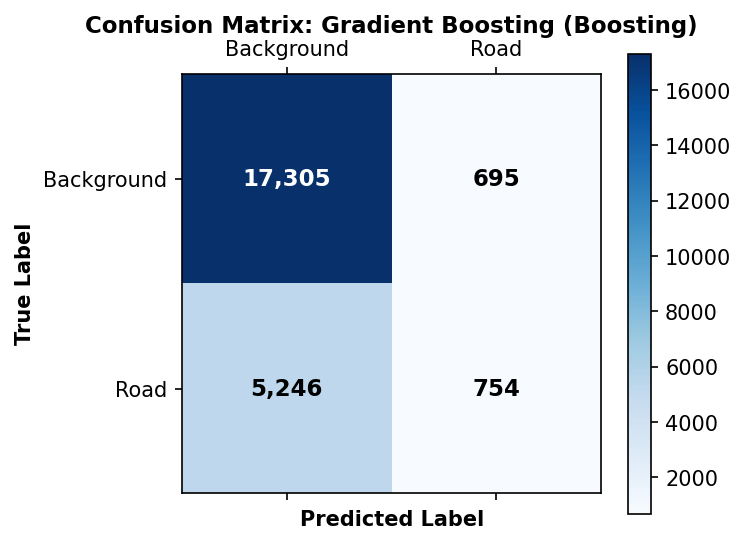 Confusion Matrix: Gradient Boosting (Boosting)
Background Road
16000
14000
12000
10000
8000
6000
4000
2000
True Label
Background 17,305 695
Road 5,246 754
Predicted Label